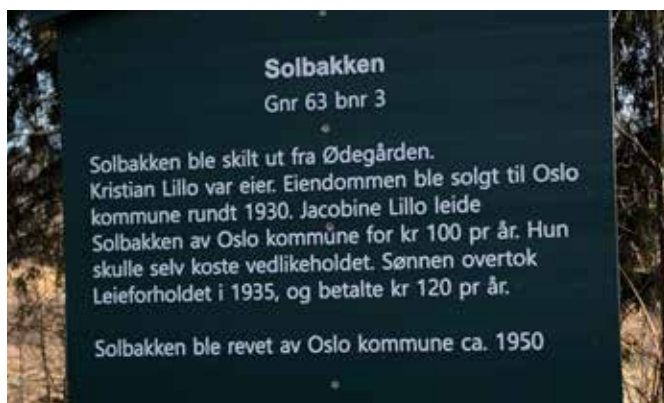 Solbakken
Gnr 63 bnr 3
Solbakken ble skilt ut fra Ødegården.
Kristian Lillo var eier. Eiendommen ble solgt til Oslo
kommune rundt 1930. Jacobine Lillo leide
Solbakken av Oslo kommune for kr 100 pr år. Hun
skulle selv koste vedlikeholdet. Sønnen overtok
Leieforholdet i 1935, og betalte kr 120 pr år.
Solbakken ble revet av Oslo kommune ca. 1950